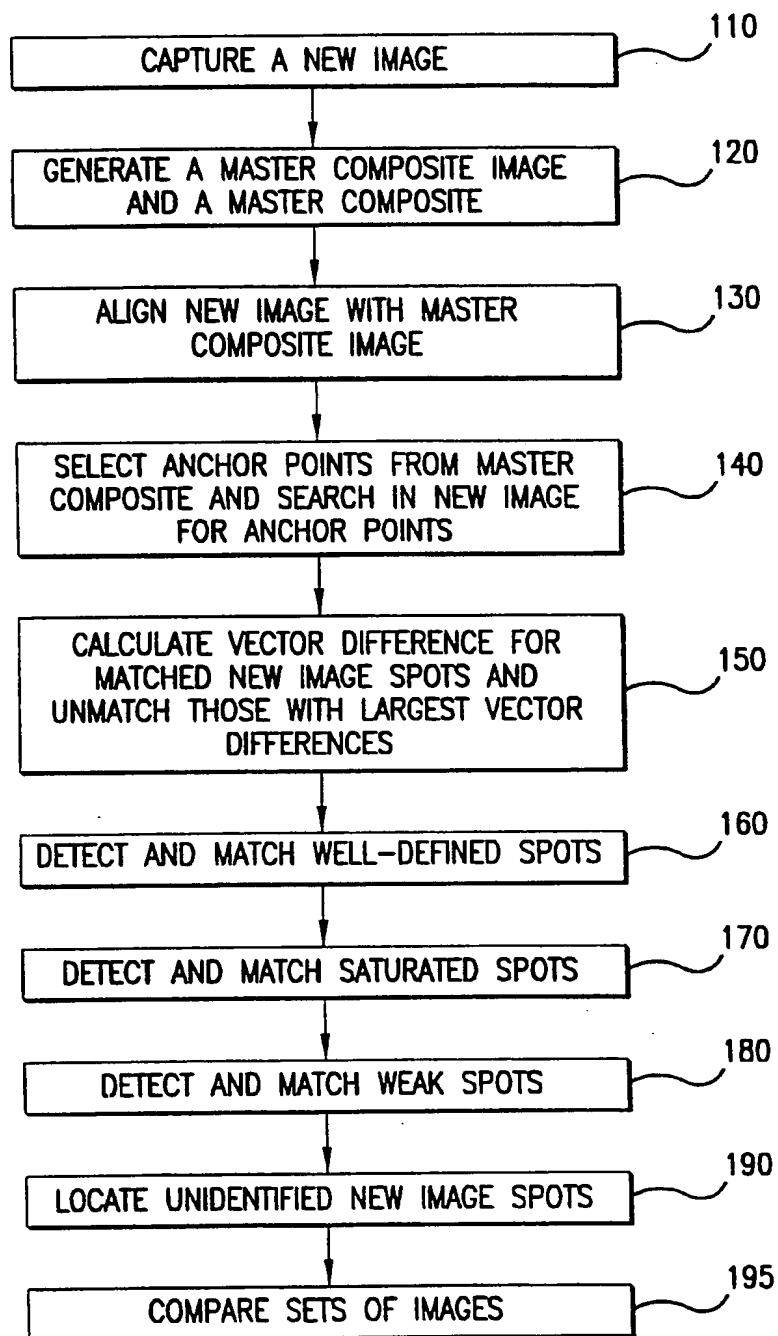 110
CAPTURE A NEW IMAGE
120
GENERATE A MASTER COMPOSITE IMAGE
AND A MASTER COMPOSITE
130
ALIGN NEW IMAGE WITH MASTER
COMPOSITE IMAGE
140
SELECT ANCHOR POINTS FROM MASTER
COMPOSITE AND SEARCH IN NEW IMAGE
FOR ANCHOR POINTS
150
CALCULATE VECTOR DIFFERENCE FOR
MATCHED NEW IMAGE SPOTS AND
UNMATCH THOSE WITH LARGEST VECTOR
DIFFERENCES
160
DETECT AND MATCH WELL-DEFINED SPOTS
170
DETECT AND MATCH SATURATED SPOTS
180
DETECT AND MATCH WEAK SPOTS
190
LOCATE UNIDENTIFIED NEW IMAGE SPOTS
195
COMPARE SETS OF IMAGES